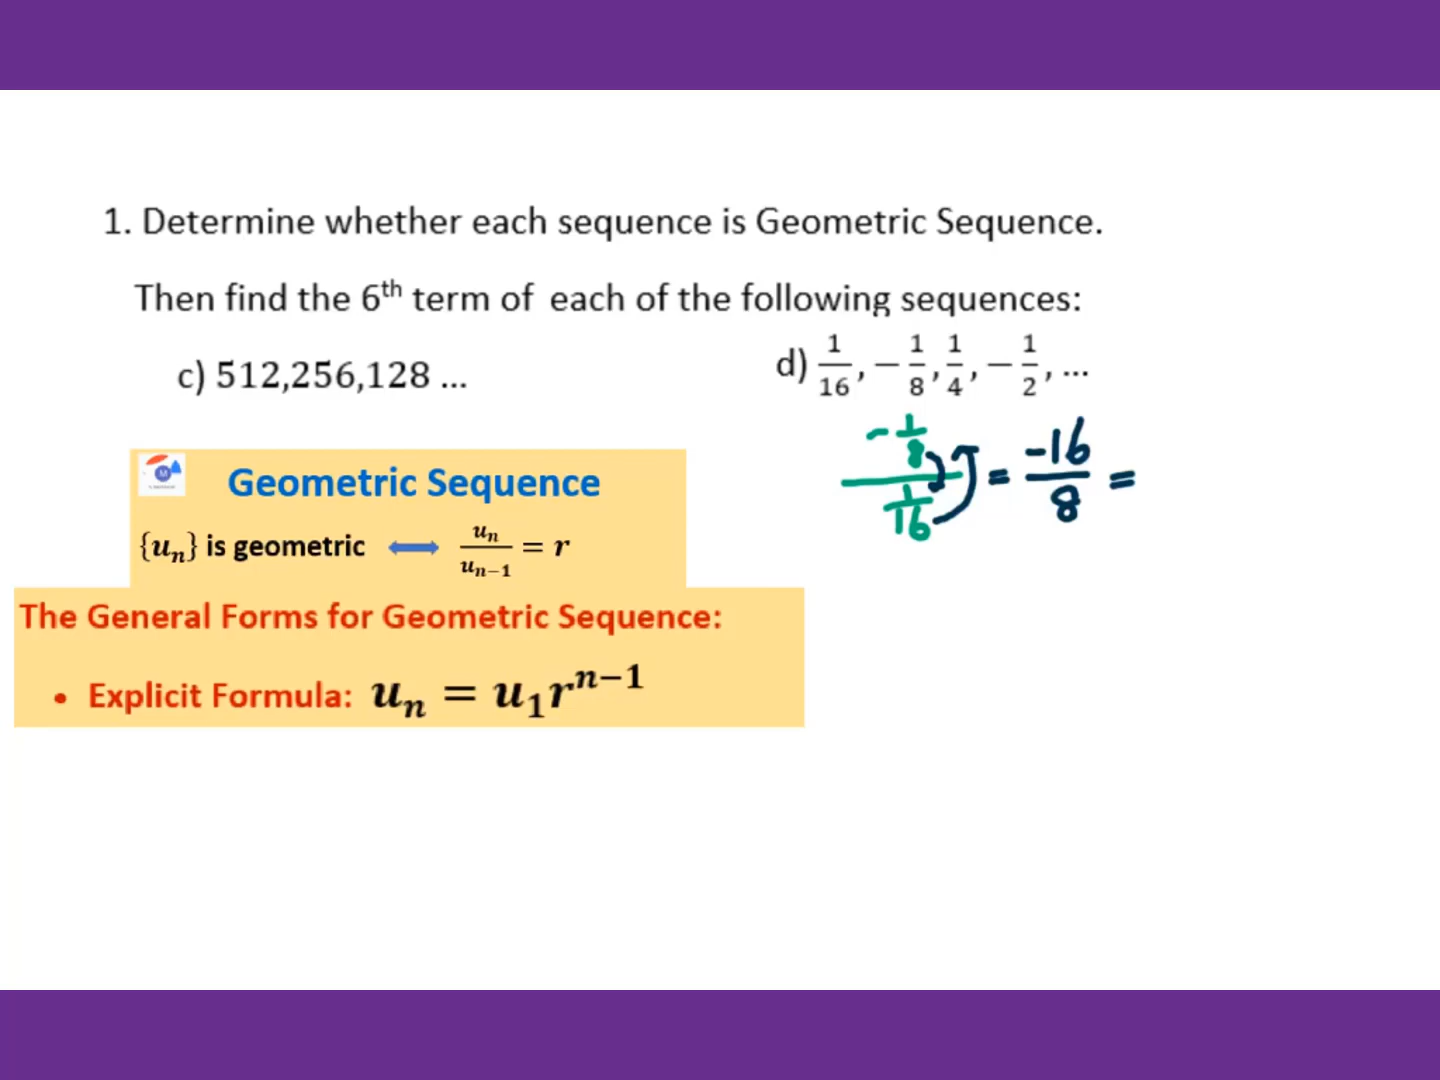 1. Determine whether each sequence is Geometric Sequence.
Then find the 6th term of each of the following sequences:
c) 512,256,128 ...
d) 1/16, −1/8, 1/4, −1/2, ...
-1/8 / 1/16 = -16/8 =
M
Geometric Sequence
{uₙ} is geometric ⟷ uₙ/uₙ₋₁ = r
The General Forms for Geometric Sequence:
• Explicit Formula: uₙ = u₁rⁿ⁻¹